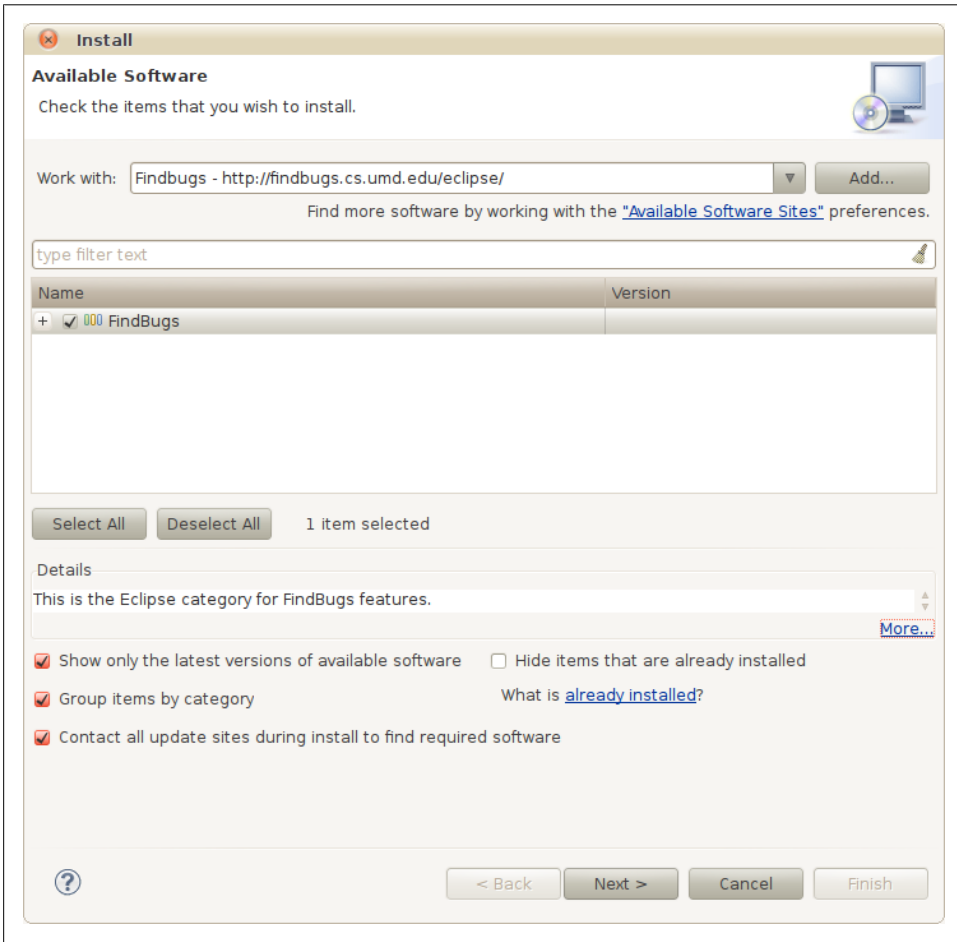 Install
Available Software
Check the items that you wish to install.
Work with: Findbugs - http://findbugs.cs.umd.edu/eclipse/ Add...
Find more software by working with the "Available Software Sites" preferences.
type filter text
Name Version
FindBugs
Select All Deselect All 1 item selected
Details
This is the Eclipse category for FindBugs features.
More...
Show only the latest versions of available software Hide items that are already installed
Group items by category What is already installed?
Contact all update sites during install to find required software
? < Back Next > Cancel Finish